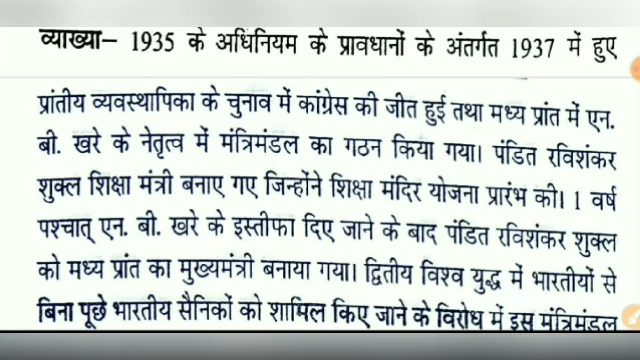 व्याख्या– 1935 के अधिनियम के प्रावधानों के अंतर्गत 1937 में हुए
प्रांतीय व्यवस्थापिका के चुनाव में कांग्रेस की जीत हुई तथा मध्य प्रांत में एन.
बी. खरे के नेतृत्व में मंत्रिमंडल का गठन किया गया। पंडित रविशंकर
शुक्ल शिक्षा मंत्री बनाए गए जिन्होंने शिक्षा मंदिर योजना प्रारंभ की। 1 वर्ष
पश्चात् एन. बी. खरे के इस्तीफा दिए जाने के बाद पंडित रविशंकर शुक्ल
को मध्य प्रांत का मुख्यमंत्री बनाया गया। द्वितीय विश्व युद्ध में भारतीयों से
बिना पूछे भारतीय सैनिकों को शामिल किए जाने के विरोध में इस मंत्रिमंडल